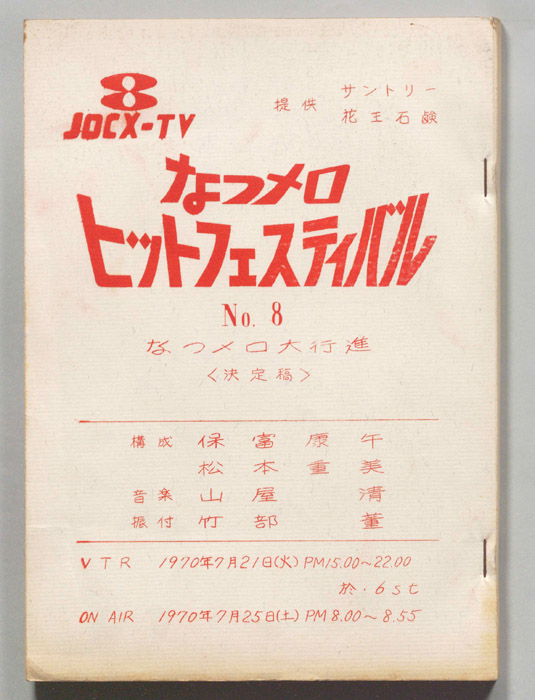 8
JOCX-TV
提供 サントリー
花王石鹸
なつメロ
ヒットフェスティバル
No. 8
なつメロ大行進
〈決定稿〉
構成 保富康午
松本重美
音楽 山屋清
振付 竹部董
VTR 1970年7月21日(火) PM15.00〜22.00
於・6st
ON AIR 1970年7月25日(土) PM8.00〜8.55